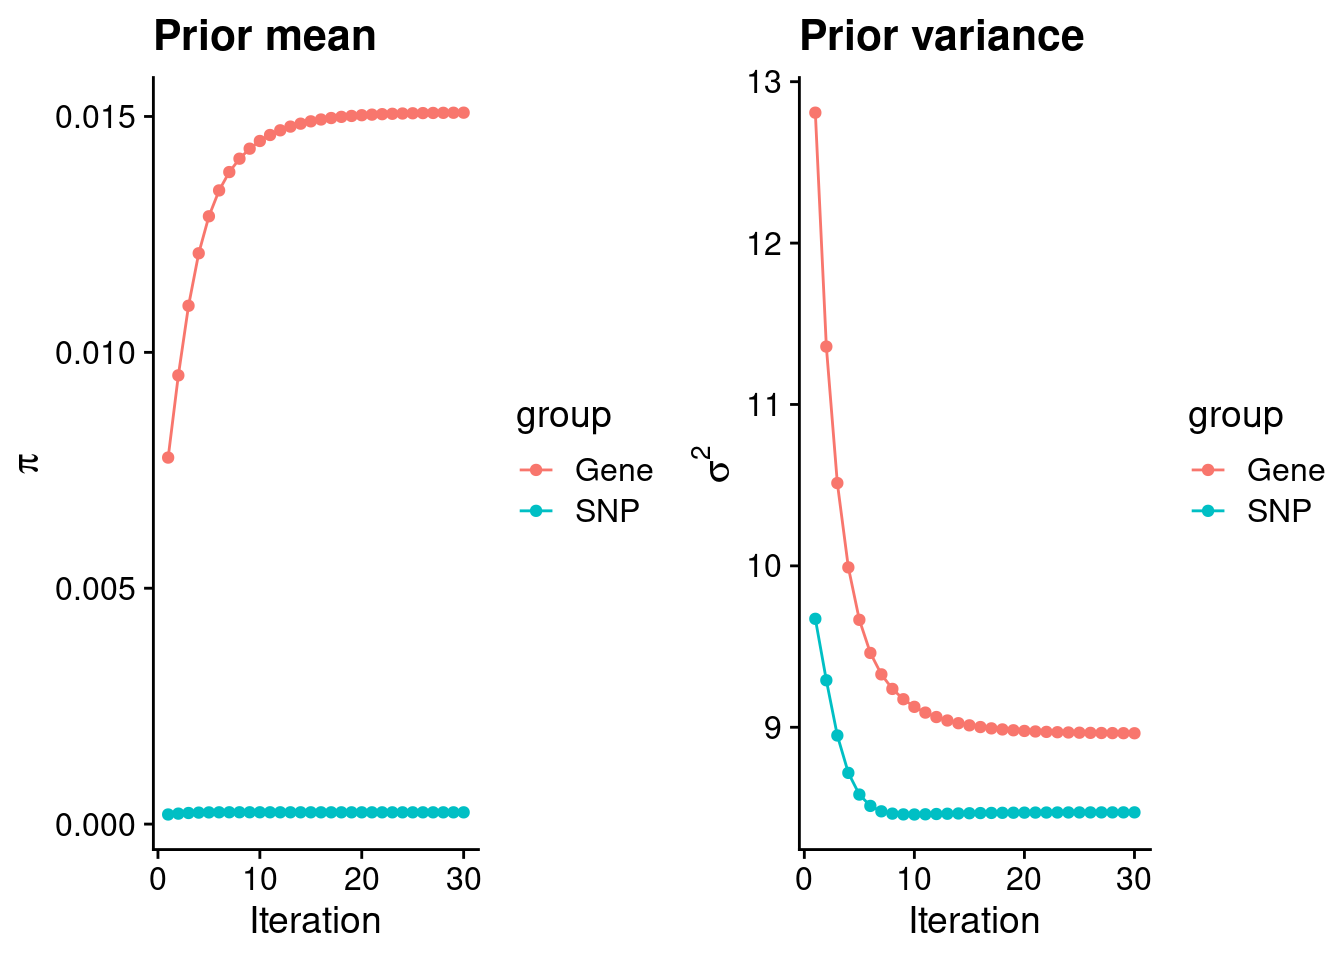 Prior mean
0.015
0.010
0.005
0.000
π
0
10
20
30
Iteration
group
Gene
SNP
Prior variance
13
12
11
10
9
σ²
0
10
20
30
Iteration
group
Gene
SNP